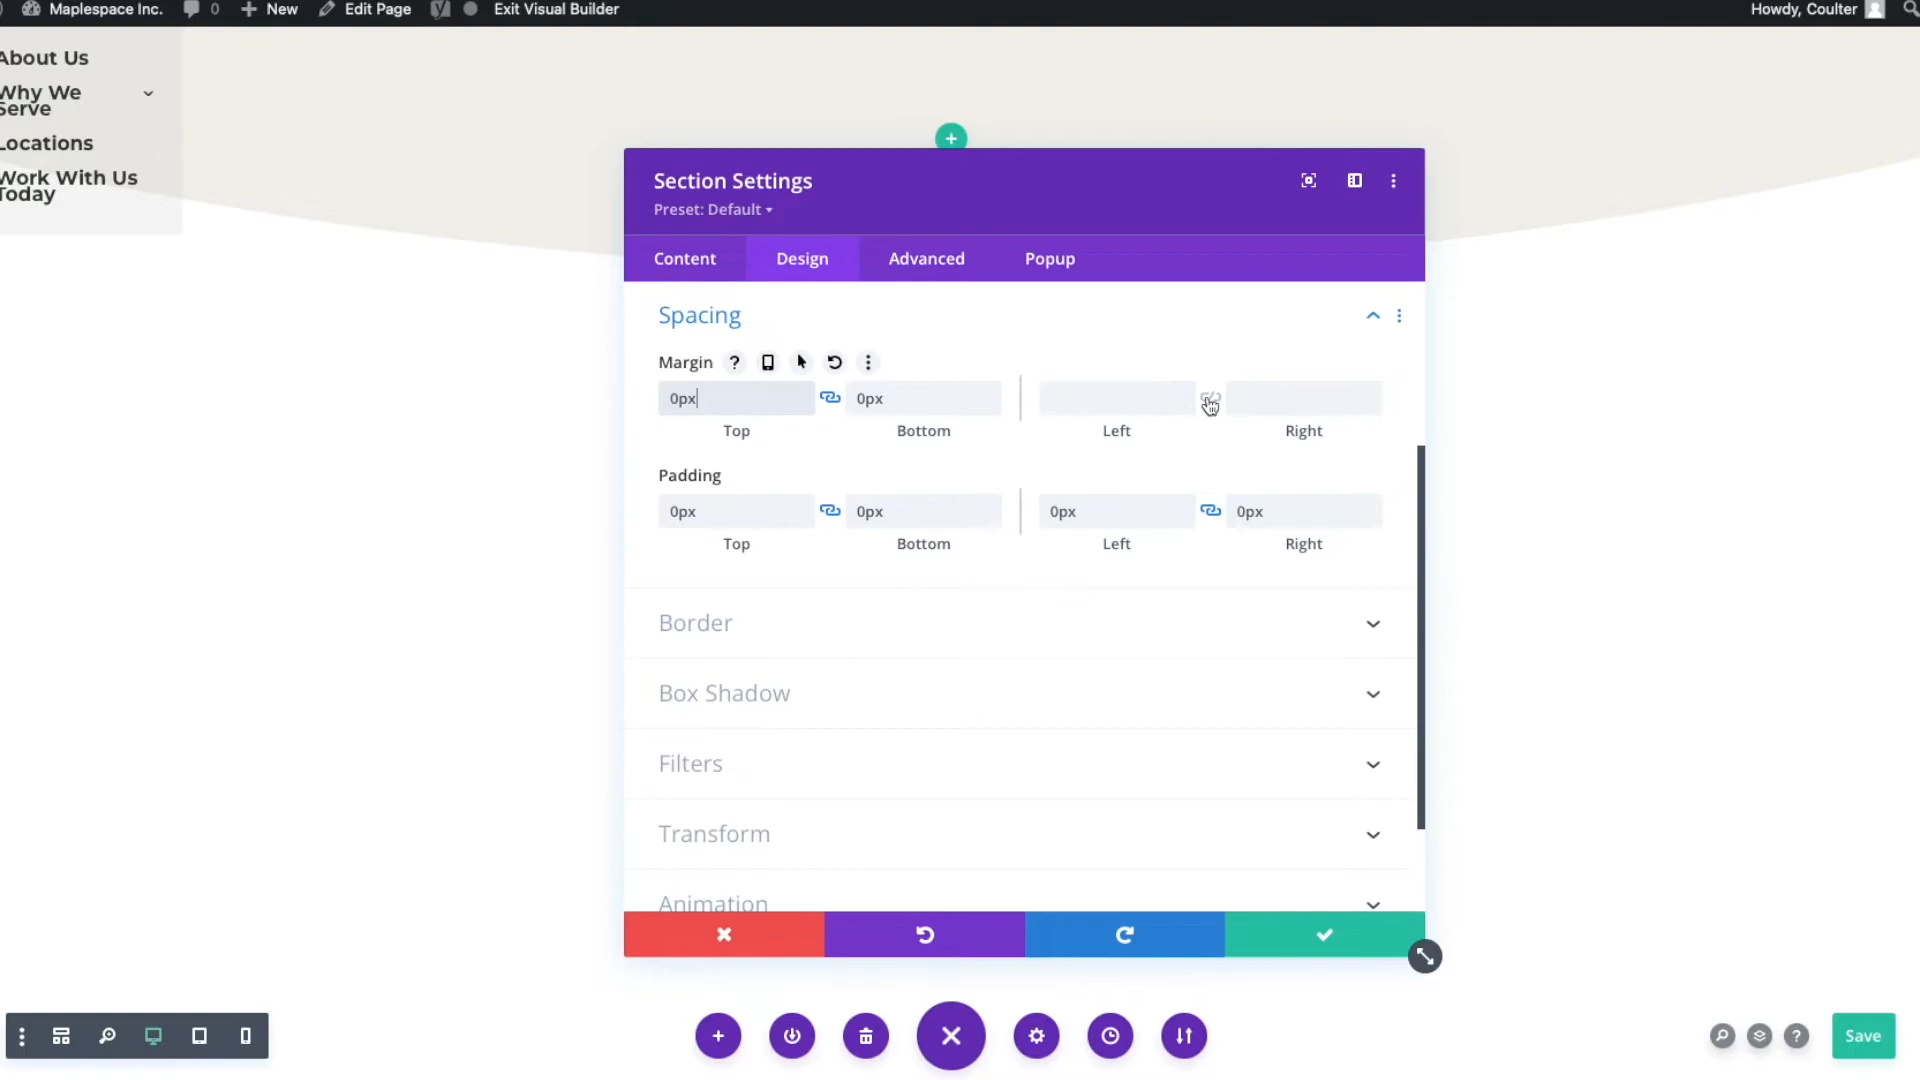 Maplespace Inc. 0 New Edit Page Exit Visual Builder Howdy, Coulter
About Us
Why We
Serve
Locations
Work With Us
Today
Section Settings
Preset: Default
Content Design Advanced Popup
Spacing
Margin ?
0px 0px
Top Bottom Left Right
Padding
0px 0px 0px 0px
Top Bottom Left Right
Border
Box Shadow
Filters
Transform
Animation
? Save